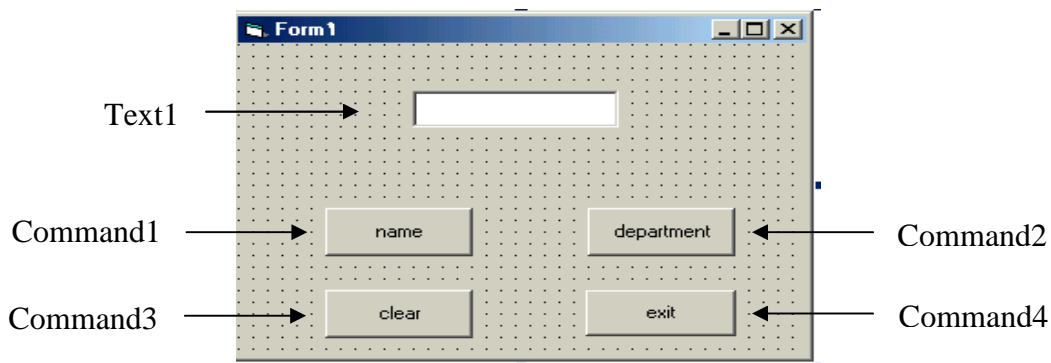 Form1
Text1
Command1
name
department
Command2
Command3
clear
exit
Command4